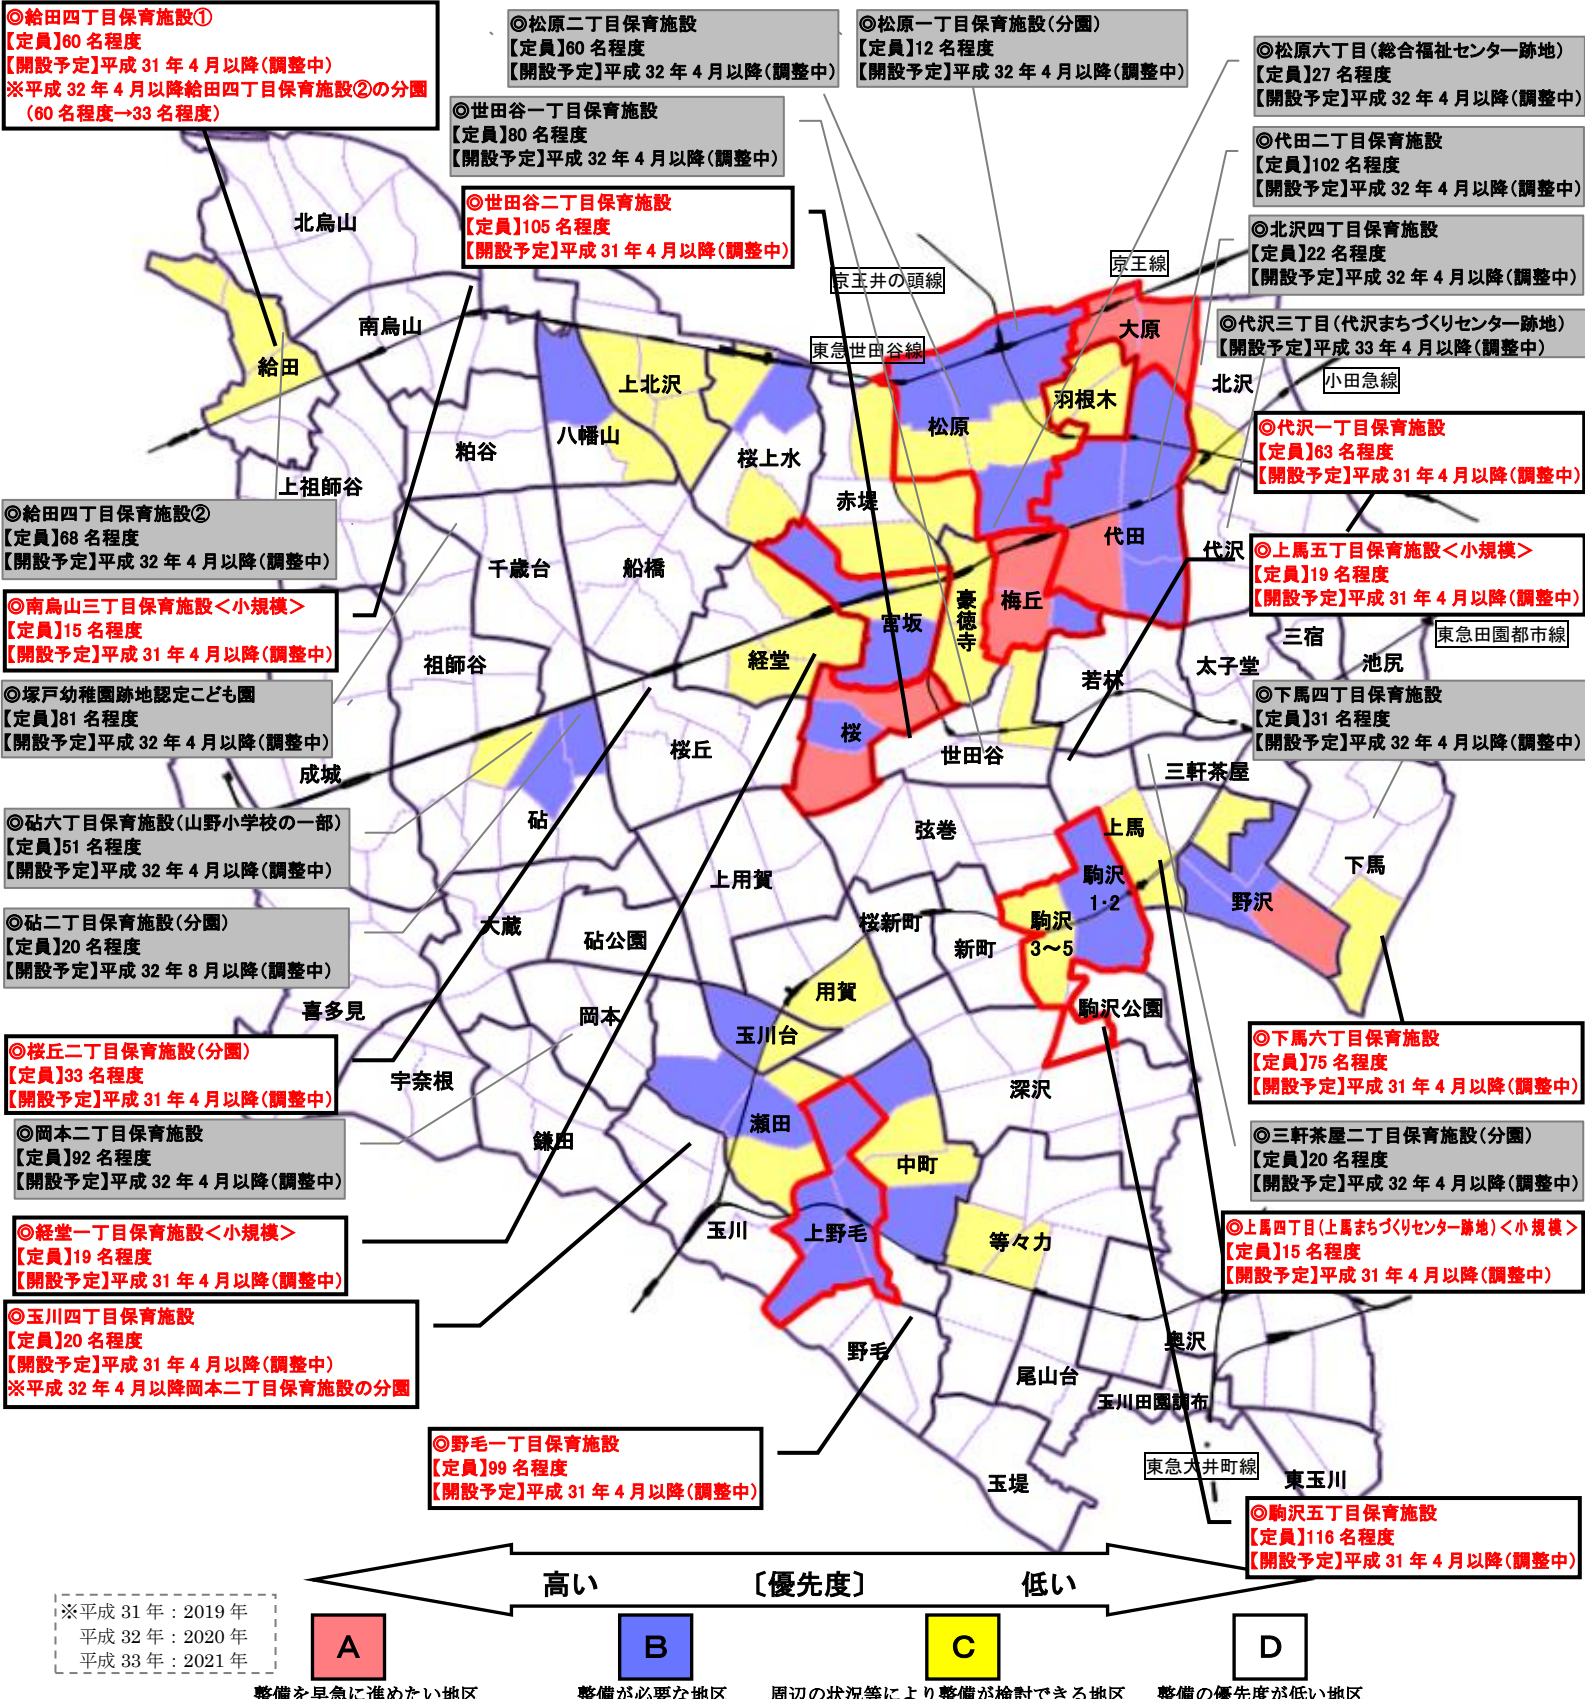 ◎給田四丁目保育施設①
【定員】60 名程度
【開設予定】平成 31 年 4 月以降(調整中)
※平成 32 年 4 月以降給田四丁目保育施設②の分園
(60 名程度→33 名程度)
◎松原二丁目保育施設
【定員】60 名程度
【開設予定】平成 32 年 4 月以降(調整中)
◎松原一丁目保育施設(分園)
【定員】12 名程度
【開設予定】平成 32 年 4 月以降(調整中)
◎松原六丁目(総合福祉センター跡地)
【定員】27 名程度
【開設予定】平成 32 年 4 月以降(調整中)
◎世田谷一丁目保育施設
【定員】80 名程度
【開設予定】平成 32 年 4 月以降(調整中)
◎代田二丁目保育施設
【定員】102 名程度
【開設予定】平成 32 年 4 月以降(調整中)
◎世田谷二丁目保育施設
【定員】105 名程度
【開設予定】平成 31 年 4 月以降(調整中)
◎北沢四丁目保育施設
【定員】22 名程度
【開設予定】平成 32 年 4 月以降(調整中)
◎代沢三丁目(代沢まちづくりセンター跡地)
【開設予定】平成 33 年 4 月以降(調整中)
北烏山
京王線
京王井の頭線
南烏山
大原
東急世田谷線
給田
上北沢
北沢
小田急線
羽根木
松原
八幡山
粕谷
桜上水
◎代沢一丁目保育施設
【定員】63 名程度
【開設予定】平成 31 年 4 月以降(調整中)
上祖師谷
赤堤
◎給田四丁目保育施設②
【定員】68 名程度
【開設予定】平成 32 年 4 月以降(調整中)
代田
代沢
千歳台
船橋
◎上馬五丁目保育施設<小規模>
【定員】19 名程度
【開設予定】平成 31 年 4 月以降(調整中)
◎南烏山三丁目保育施設<小規模>
【定員】15 名程度
【開設予定】平成 31 年 4 月以降(調整中)
梅丘
豪徳寺
宮坂
東急田園都市線
三宿
池尻
祖師谷
経堂
若林
太子堂
◎塚戸幼稚園跡地認定こども園
【定員】81 名程度
【開設予定】平成 32 年 4 月以降(調整中)
◎下馬四丁目保育施設
【定員】31 名程度
【開設予定】平成 32 年 4 月以降(調整中)
桜
桜丘
世田谷
成城
三軒茶屋
◎砧六丁目保育施設(山野小学校の一部)
【定員】51 名程度
【開設予定】平成 32 年 4 月以降(調整中)
砧
弦巻
上馬
下馬
上用賀
駒沢
1・2
野沢
◎砧二丁目保育施設(分園)
【定員】20 名程度
【開設予定】平成 32 年 8 月以降(調整中)
大蔵
砧公園
桜新町
新町
駒沢
3～5
用賀
喜多見
岡本
玉川台
駒沢公園
◎桜丘二丁目保育施設(分園)
【定員】33 名程度
【開設予定】平成 31 年 4 月以降(調整中)
宇奈根
深沢
◎下馬六丁目保育施設
【定員】75 名程度
【開設予定】平成 31 年 4 月以降(調整中)
◎岡本二丁目保育施設
【定員】92 名程度
【開設予定】平成 32 年 4 月以降(調整中)
鎌田
瀬田
中町
◎三軒茶屋二丁目保育施設(分園)
【定員】20 名程度
【開設予定】平成 32 年 4 月以降(調整中)
◎経堂一丁目保育施設<小規模>
【定員】19 名程度
【開設予定】平成 31 年 4 月以降(調整中)
玉川
上野毛
等々力
◎上馬四丁目(上馬まちづくりセンター跡地)<小規模>
【定員】15 名程度
【開設予定】平成 31 年 4 月以降(調整中)
◎玉川四丁目保育施設
【定員】20 名程度
【開設予定】平成 31 年 4 月以降(調整中)
※平成 32 年 4 月以降岡本二丁目保育施設の分園
野毛
奥沢
尾山台
玉川田園調布
◎野毛一丁目保育施設
【定員】99 名程度
【開設予定】平成 31 年 4 月以降(調整中)
東急大井町線
玉堤
東玉川
◎駒沢五丁目保育施設
【定員】116 名程度
【開設予定】平成 31 年 4 月以降(調整中)
高い 〔優先度〕 低い
※平成 31 年：2019 年
平成 32 年：2020 年
平成 33 年：2021 年
A
B
C
D
整備を早急に進めたい地区
整備が必要な地区
周辺の状況等により整備が検討できる地区
整備の優先度が低い地区